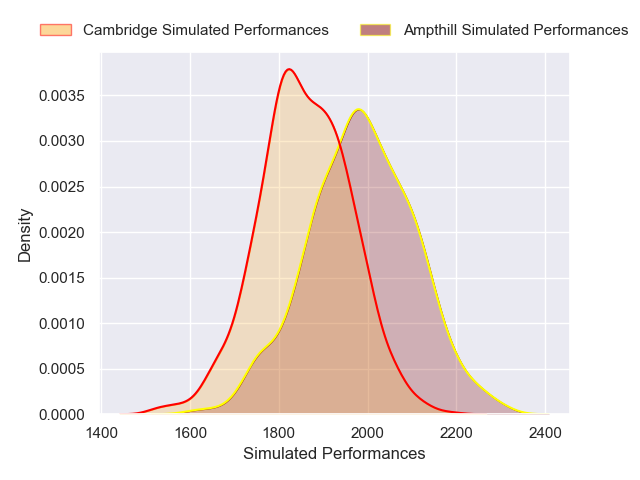 Cambridge Simulated Performances Ampthill Simulated Performances
0.0035
0.0030
0.0025
0.0020
0.0015
0.0010
0.0005
0.0000
Density
1400 1600 1800 2000 2200 2400
Simulated Performances